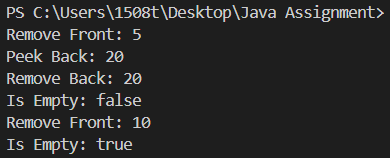 PS C:\Users\1508t\Desktop\Java Assignment>
Remove Front: 5
Peek Back: 20
Remove Back: 20
Is Empty: false
Remove Front: 10
Is Empty: true